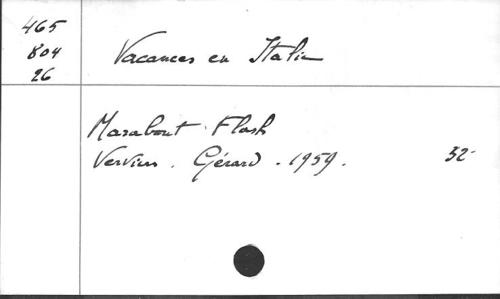 465
804
26
Vacances en Italie
Marabout Flash
Verviers. Gérard. 1959. 32-